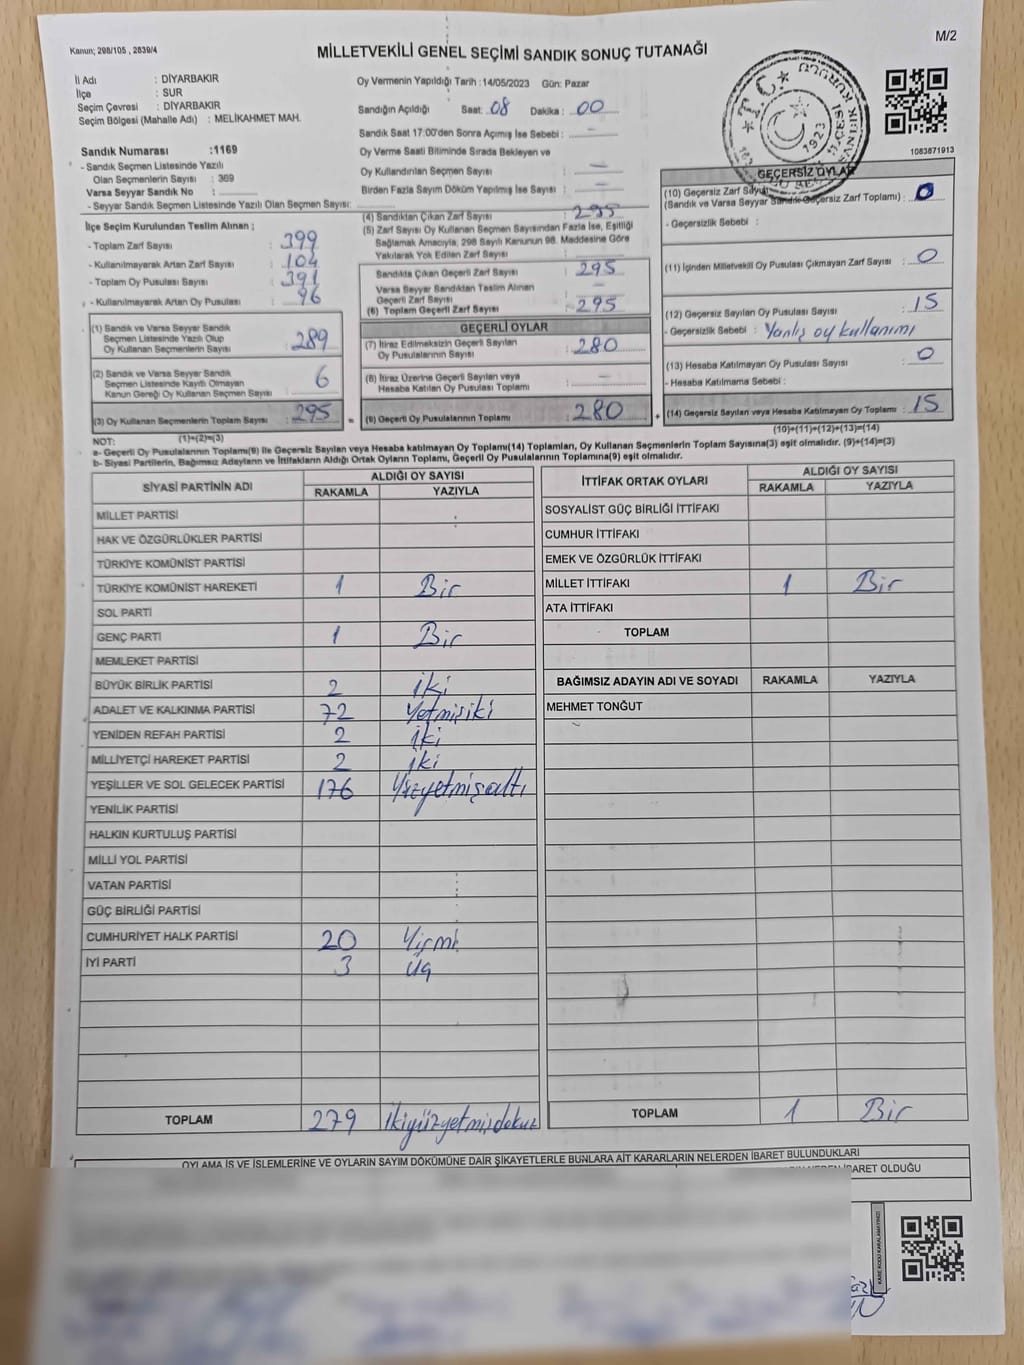 Kanun; 298/105 , 2839/4
MİLLETVEKİLİ GENEL SEÇİMİ SANDIK SONUÇ TUTANAĞI
M/2
İl Adı : DİYARBAKIR
İlçe : SUR
Seçim Çevresi : DİYARBAKIR
Seçim Bölgesi (Mahalle Adı) : MELİKAHMET MAH.
Oy Vermenin Yapıldığı Tarih :14/05/2023 Gün: Pazar
Sandığın Açıldığı Saat: 08 Dakika : 00
Sandık Saat 17:00'den Sonra Açımış İse Sebebi : –
Oy Verme Saati Bitiminde Sırada Bekleyen ve
Oy Kullandırılan Seçmen Sayısı : –
Birden Fazla Sayım Döküm Yapılmış İse Sayısı : –
T.C.
1923
1083871913
Sandık Numarası :1169
- Sandık Seçmen Listesinde Yazılı
Olan Seçmenlerin Sayısı : 369
Varsa Seyyar Sandık No :
- Seyyar Sandık Seçmen Listesinde Yazılı Olan Seçmen Sayısı:
İlçe Seçim Kurulundan Teslim Alınan ;
- Toplam Zarf Sayısı : 399
- Kullanılmayarak Artan Zarf Sayısı : 104
- Toplam Oy Pusulası Sayısı : 391
- Kullanılmayarak Artan Oy Pusulası : 96
(1) Sandık ve Varsa Seyyar Sandık
Seçmen Listesinde Yazılı Olup
Oy Kullanan Seçmenlerin Sayısı : 289
(2) Sandık ve Varsa Seyyar Sandık
Seçmen Listesinde Kayıtlı Olmayan
Kanun Gereği Oy Kullanan Seçmen Sayısı : 6
(3) Oy Kullanan Seçmenlerin Toplam Sayısı : 295
(1)+(2)=(3)
(4) Sandıktan Çıkan Zarf Sayısı : 295
(5) Zarf Sayısı Oy Kullanan Seçmen Sayısından Fazla İse, Eşitliği
Sağlamak Amacıyla, 298 Sayılı Kanunun 98. Maddesine Göre
Yakılarak Yok Edilen Zarf Sayısı :
Sandıkta Çıkan Geçerli Zarf Sayısı : 295
Varsa Seyyar Sandıktan Teslim Alınan
Geçerli Zarf Sayısı : –
(6) Toplam Geçerli Zarf Sayısı : 295
GEÇERLİ OYLAR
(7) İtiraz Edilmeksizin Geçerli Sayılan
Oy Pusulalarının Sayısı : 280
(8) İtiraz Üzerine Geçerli Sayılan veya
Hesaba Katılan Oy Pusulası Toplamı : –
= (9) Geçerli Oy Pusulalarının Toplamı : 280 +
GEÇERSİZ OYLAR
(10) Geçersiz Zarf Sayısı
(Sandık ve Varsa Seyyar Sandık Geçersiz Zarf Toplamı) : 0
- Geçersizlik Sebebi :
(11) İçinden Milletvekili Oy Pusulası Çıkmayan Zarf Sayısı : 0
(12) Geçersiz Sayılan Oy Pusulası Sayısı : 15
- Geçersizlik Sebebi : Yanlış oy kullanımı
(13) Hesaba Katılmayan Oy Pusulası Sayısı : 0
- Hesaba Katılmama Sebebi :
(14) Geçersiz Sayılan veya Hesaba Katılmayan Oy Toplamı : 15
(10)+(11)+(12)+(13)=(14)
NOT:
a- Geçerli Oy Pusulalarının Toplamı(9) ile Geçersiz Sayılan veya Hesaba katılmayan Oy Toplamı(14) Toplamları, Oy Kullanan Seçmenlerin Toplam Sayısına(3) eşit olmalıdır. (9)+(14)=(3)
b- Siyasi Partilerin, Bağımsız Adayların ve İttifakların Aldığı Ortak Oyların Toplamı, Geçerli Oy Pusulalarının Toplamına(9) eşit olmalıdır.
SİYASİ PARTİNİN ADI ALDIĞI OY SAYISI
RAKAMLA YAZIYLA
MİLLET PARTİSİ
HAK VE ÖZGÜRLÜKLER PARTİSİ
TÜRKİYE KOMÜNİST PARTİSİ
TÜRKİYE KOMÜNİST HAREKETİ 1 Bir
SOL PARTİ
GENÇ PARTİ 1 Bir
MEMLEKET PARTİSİ
BÜYÜK BİRLİK PARTİSİ 2 iki
ADALET VE KALKINMA PARTİSİ 72 Yetmişiki
YENİDEN REFAH PARTİSİ 2 iki
MİLLİYETÇİ HAREKET PARTİSİ 2 iki
YEŞİLLER VE SOL GELECEK PARTİSİ 176 Yüzyetmişaltı
YENİLİK PARTİSİ
HALKIN KURTULUŞ PARTİSİ
MİLLİ YOL PARTİSİ
VATAN PARTİSİ
GÜÇ BİRLİĞİ PARTİSİ
CUMHURİYET HALK PARTİSİ 20 Yirmi
İYİ PARTİ 3 Üç
TOPLAM 279 İkiyüzyetmişdokuz
İTTİFAK ORTAK OYLARI ALDIĞI OY SAYISI
RAKAMLA YAZIYLA
SOSYALİST GÜÇ BİRLİĞİ İTTİFAKI
CUMHUR İTTİFAKI
EMEK VE ÖZGÜRLÜK İTTİFAKI
MİLLET İTTİFAKI 1 Bir
ATA İTTİFAKI
TOPLAM
BAĞIMSIZ ADAYIN ADI VE SOYADI RAKAMLA YAZIYLA
MEHMET TONĞUT
TOPLAM 1 Bir
OYLAMA İŞ VE İŞLEMLERİNE VE OYLARIN SAYIM DÖKÜMÜNE DAİR ŞİKAYETLERLE BUNLARA AİT KARARLARIN NELERDEN İBARET BULUNDUKLARI
İBARET OLDUĞU
KARE KODU KARALAMAYINIZ!